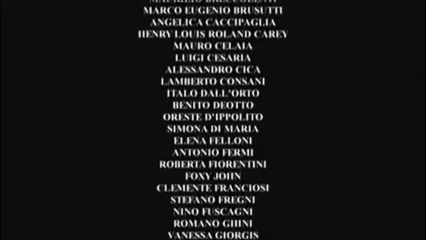 MARCO EUGENIO BRUSUTTI
ANGELICA CACCIPAGLIA
HENRY LOUIS ROLAND CAREY
MAURO CELAIA
LUIGI CESARIA
ALESSANDRO CICA
LAMBERTO CONSANI
ITALO DALL'ORTO
BENITO DEOTTO
ORESTE D'IPPOLITO
SIMONA DI MARIA
ELENA FELLONI
ANTONIO FERMI
ROBERTA FIORENTINI
FOXY JOHN
CLEMENTE FRANCIOSI
STEFANO FREGNI
NINO FUSCAGNI
ROMANO GHINI
VANESSA GIORGIS